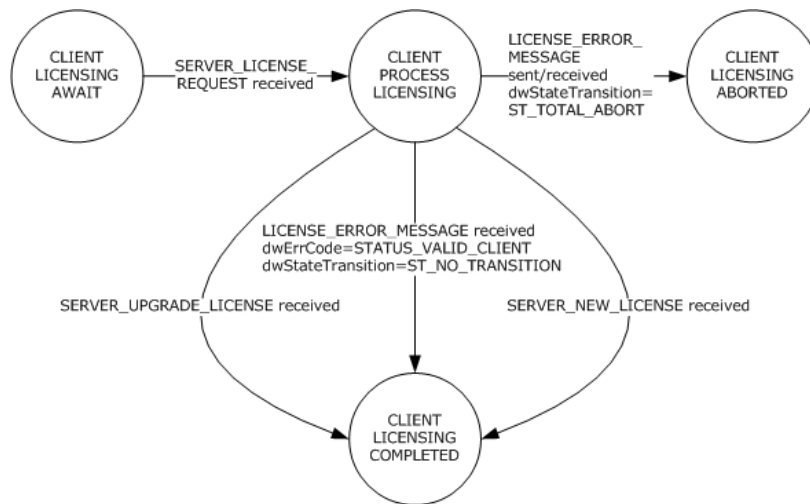 CLIENT
LICENSING
AWAIT
SERVER_LICENSE_
REQUEST received
CLIENT
PROCESS
LICENSING
LICENSE_ERROR_
MESSAGE
sent/received
dwStateTransition=
ST_TOTAL_ABORT
CLIENT
LICENSING
ABORTED
LICENSE_ERROR_MESSAGE received
dwErrCode=STATUS_VALID_CLIENT
dwStateTransition=ST_NO_TRANSITION
SERVER_UPGRADE_LICENSE received
SERVER_NEW_LICENSE received
CLIENT
LICENSING
COMPLETED